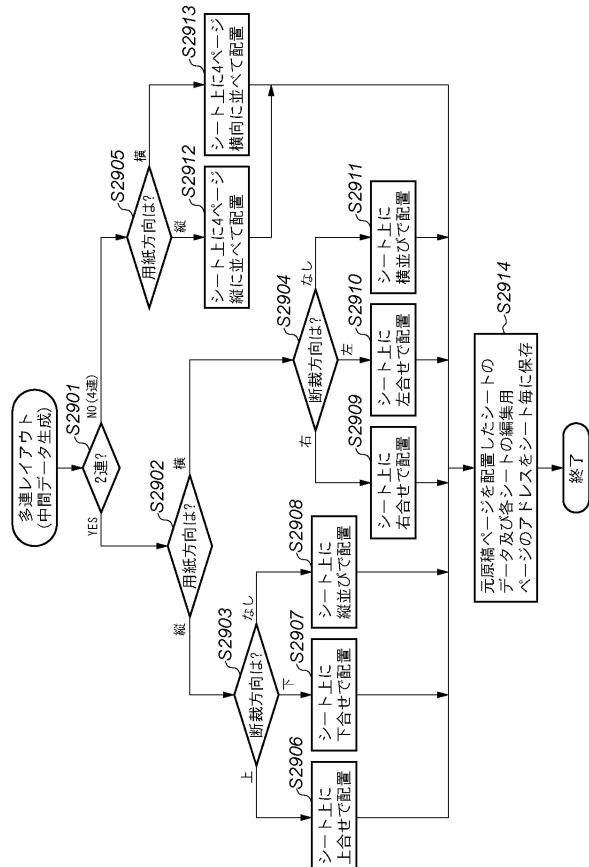 多連レイアウト
(中間データ生成)
S2901
2連?
YES
NO(4連)
S2902
用紙方向は?
縦
横
S2905
用紙方向は?
縦
横
S2903
断裁方向は?
上
下
なし
S2904
断裁方向は?
右
左
なし
S2906
シート上に
上合せで配置
S2907
シート上に
下合せで配置
S2908
シート上に
縦並びで配置
S2909
シート上に
右合せで配置
S2910
シート上に
左合せで配置
S2911
シート上に
横並びで配置
S2912
シート上に4ページ
縦に並べて配置
S2913
シート上に4ページ
横向に並べて配置
S2914
元原稿ページを配置したシートの
データ及び各シートの編集用
ページのアドレスをシート毎に保存
終了